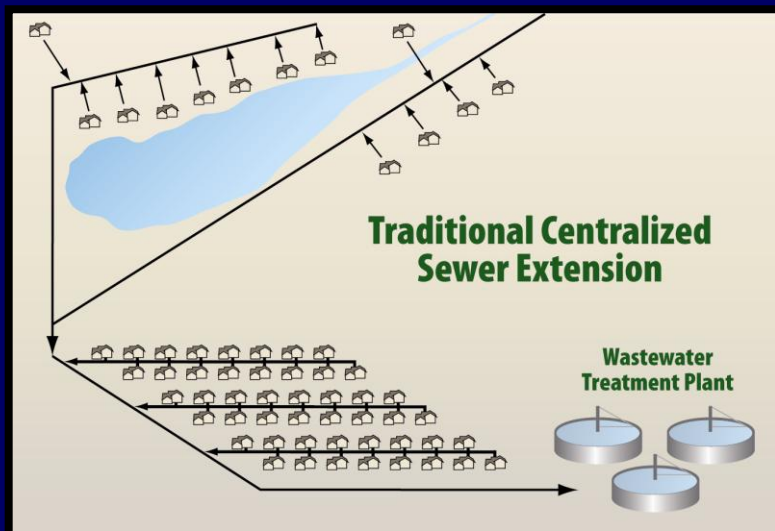 Traditional Centralized
Sewer Extension
Wastewater
Treatment Plant